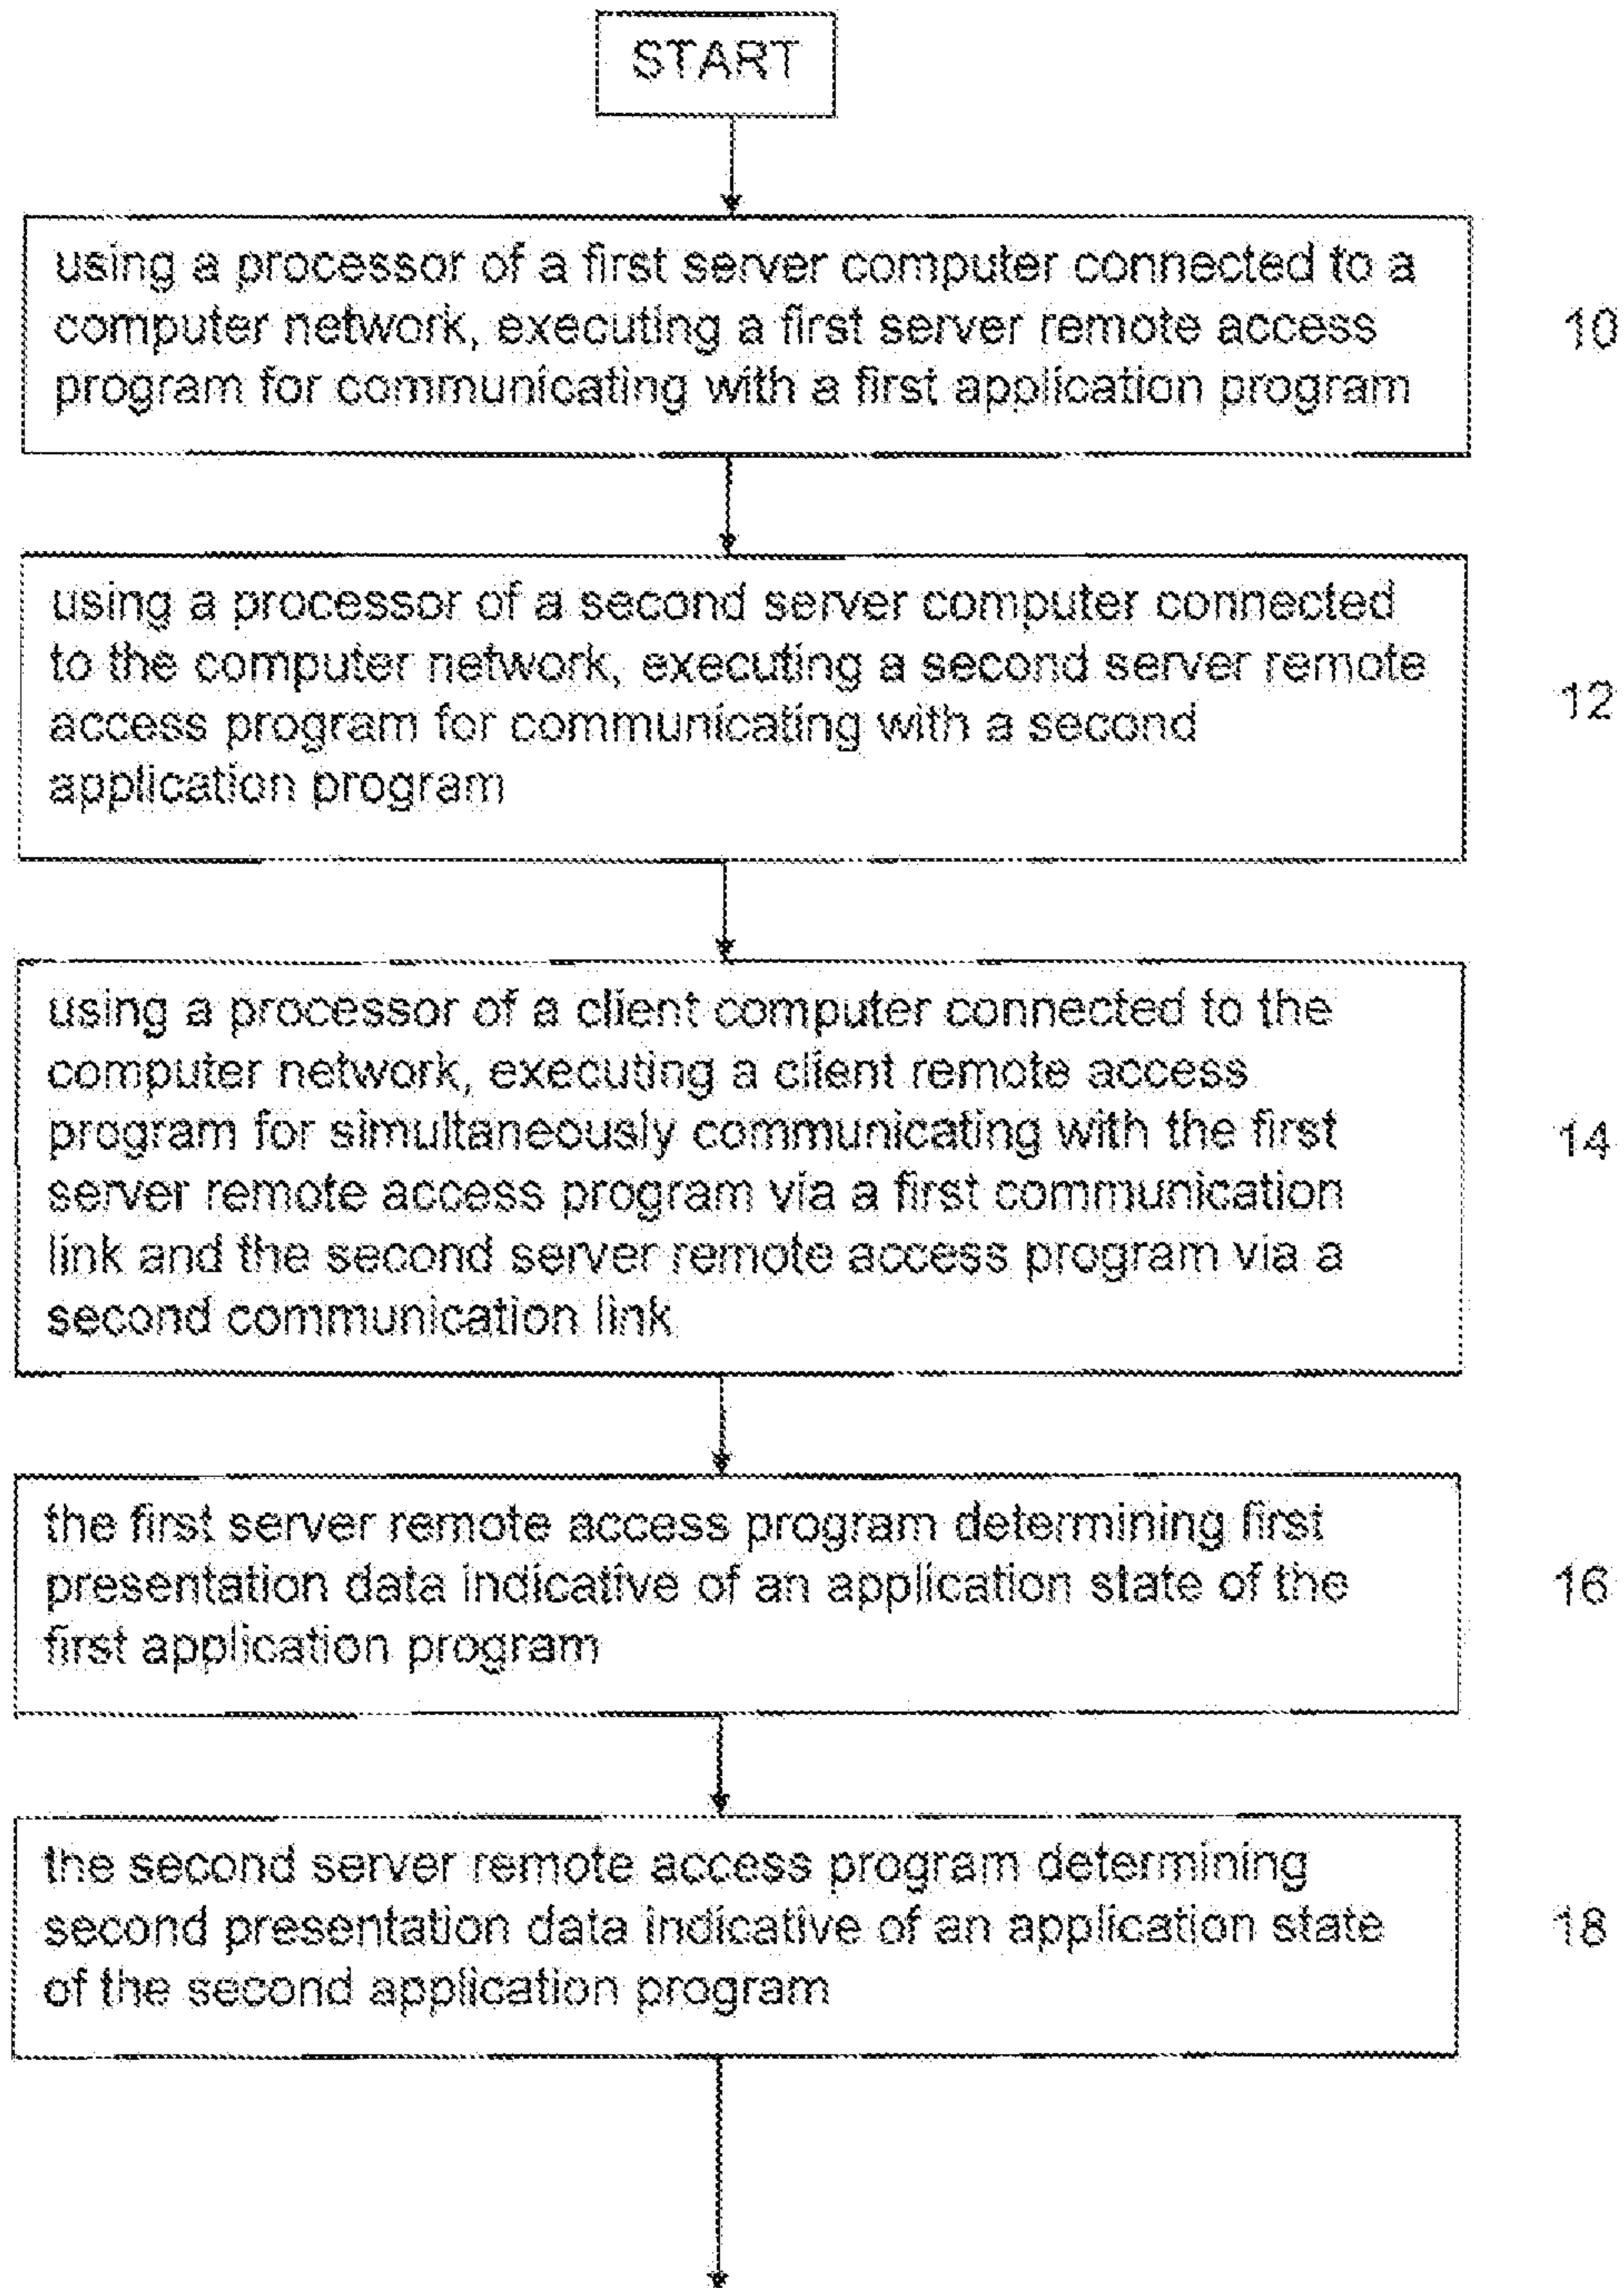 START
using a processor of a first server computer connected to a
computer network, executing a first server remote access
program for communicating with a first application program
10
using a processor of a second server computer connected
to the computer network, executing a second server remote
access program for communicating with a second
application program
12
using a processor of a client computer connected to the
computer network, executing a client remote access
program for simultaneously communicating with the first
server remote access program via a first communication
link and the second server remote access program via a
second communication link
14
the first server remote access program determining first
presentation data indicative of an application state of the
first application program
16
the second server remote access program determining
second presentation data indicative of an application state
of the second application program
18